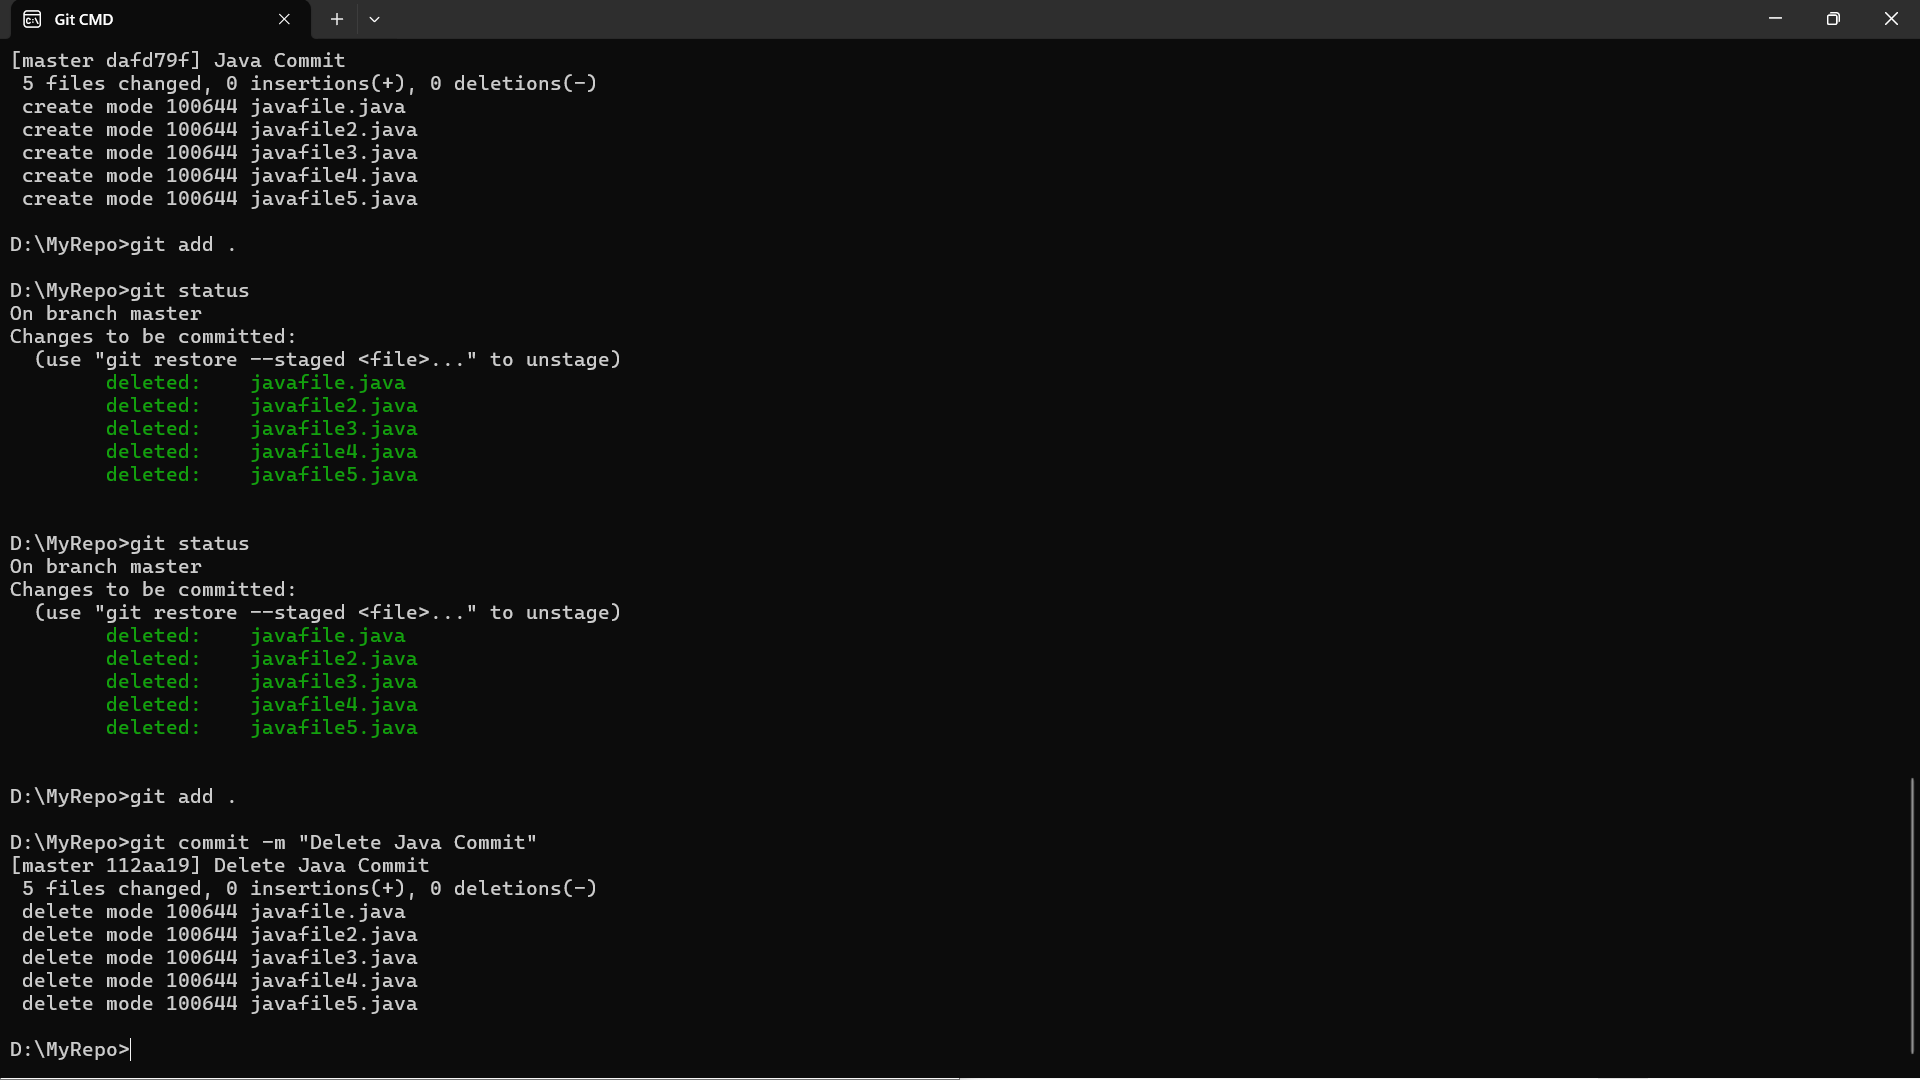 Git CMD
[master dafd79f] Java Commit
 5 files changed, 0 insertions(+), 0 deletions(-)
 create mode 100644 javafile.java
 create mode 100644 javafile2.java
 create mode 100644 javafile3.java
 create mode 100644 javafile4.java
 create mode 100644 javafile5.java

D:\MyRepo>git add .

D:\MyRepo>git status
On branch master
Changes to be committed:
  (use "git restore --staged <file>..." to unstage)
        deleted:    javafile.java
        deleted:    javafile2.java
        deleted:    javafile3.java
        deleted:    javafile4.java
        deleted:    javafile5.java

D:\MyRepo>git status
On branch master
Changes to be committed:
  (use "git restore --staged <file>..." to unstage)
        deleted:    javafile.java
        deleted:    javafile2.java
        deleted:    javafile3.java
        deleted:    javafile4.java
        deleted:    javafile5.java

D:\MyRepo>git add .

D:\MyRepo>git commit -m "Delete Java Commit"
[master 112aa19] Delete Java Commit
 5 files changed, 0 insertions(+), 0 deletions(-)
 delete mode 100644 javafile.java
 delete mode 100644 javafile2.java
 delete mode 100644 javafile3.java
 delete mode 100644 javafile4.java
 delete mode 100644 javafile5.java

D:\MyRepo>